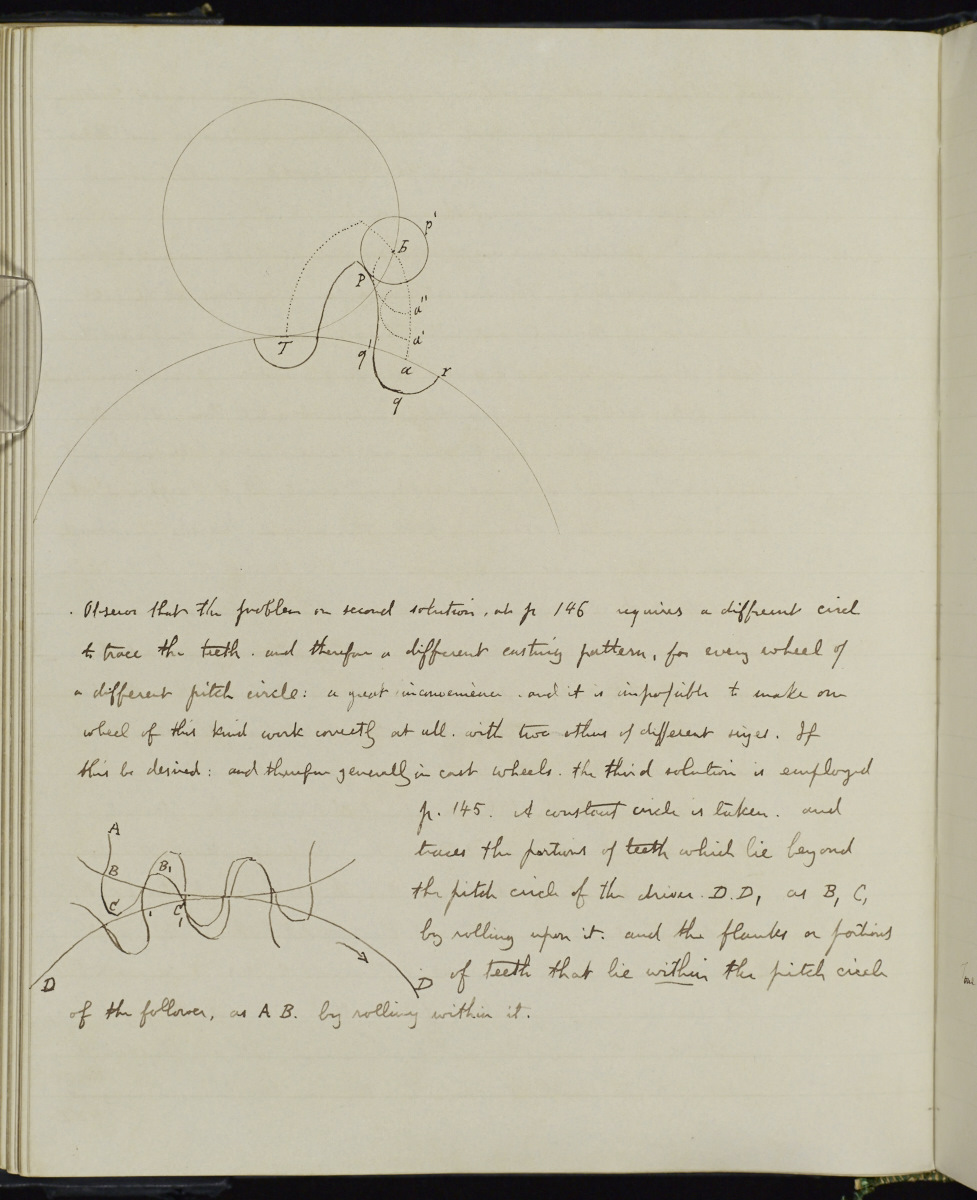 p'
b
P
a"
a'
T
q'
a
r
q
Observe that the problem or second solution, at p 146 requires a different circl
to trace the teeth. and therefore a different casting pattern, for every wheel of
a different pitch circle: a great inconvenience. and it is impossible to make one
wheel of this kind work correctly at all. with two others of different sizes. If
this be desired: and therefore generally in cast wheels. the third solution is employed
p. 145. A constant circle is taken. and
traces the portions of teeth which lie beyond
the pitch circle of the driver. D.D, as B, C,
by rolling upon it. and the flanks or portions
of teeth that lie within the pitch circle
of the follower, as A B. by rolling within it.
A
B
B,
C
C,
D
D